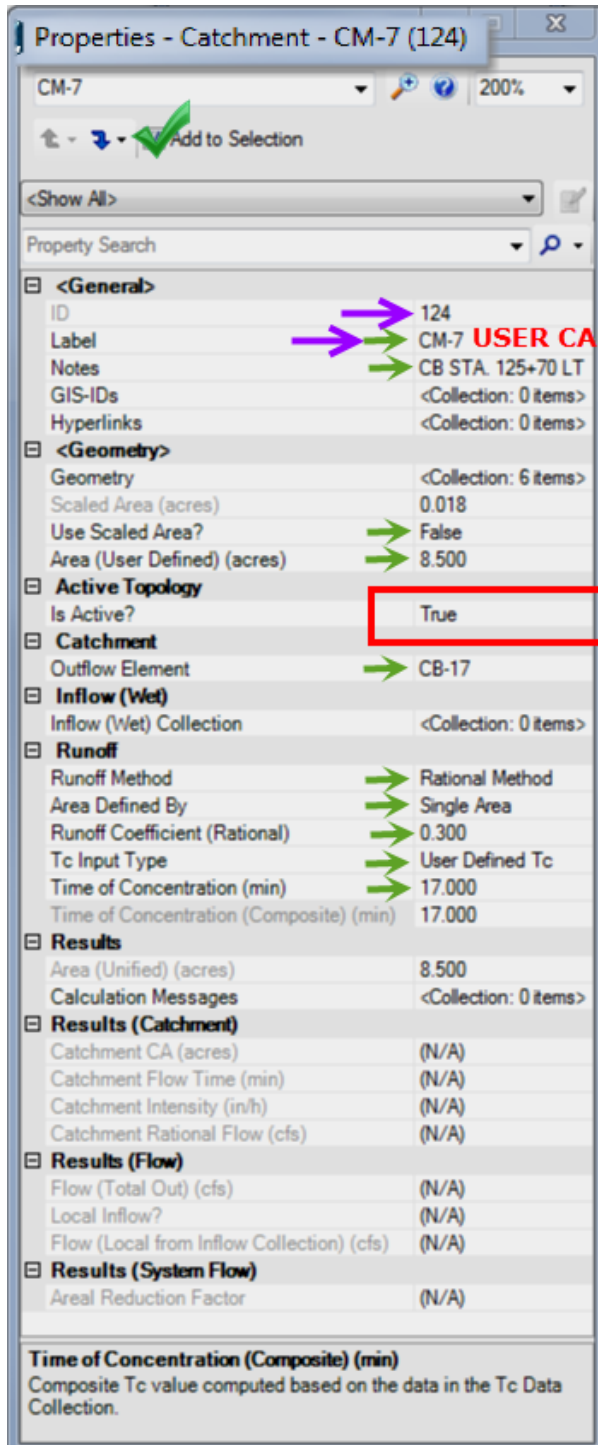 Properties - Catchment - CM-7 (124)
CM-7 200%
Add to Selection
<Show All>
Property Search
<General>
ID 124
Label CM-7 USER CA
Notes CB STA. 125+70 LT
GIS-IDs <Collection: 0 items>
Hyperlinks <Collection: 0 items>
<Geometry>
Geometry <Collection: 6 items>
Scaled Area (acres) 0.018
Use Scaled Area? False
Area (User Defined) (acres) 8.500
Active Topology
Is Active? True
Catchment
Outflow Element CB-17
Inflow (Wet)
Inflow (Wet) Collection <Collection: 0 items>
Runoff
Runoff Method Rational Method
Area Defined By Single Area
Runoff Coefficient (Rational) 0.300
Tc Input Type User Defined Tc
Time of Concentration (min) 17.000
Time of Concentration (Composite) (min) 17.000
Results
Area (Unified) (acres) 8.500
Calculation Messages <Collection: 0 items>
Results (Catchment)
Catchment CA (acres) (N/A)
Catchment Flow Time (min) (N/A)
Catchment Intensity (in/h) (N/A)
Catchment Rational Flow (cfs) (N/A)
Results (Flow)
Flow (Total Out) (cfs) (N/A)
Local Inflow? (N/A)
Flow (Local from Inflow Collection) (cfs) (N/A)
Results (System Flow)
Areal Reduction Factor (N/A)
Time of Concentration (Composite) (min)
Composite Tc value computed based on the data in the Tc Data
Collection.